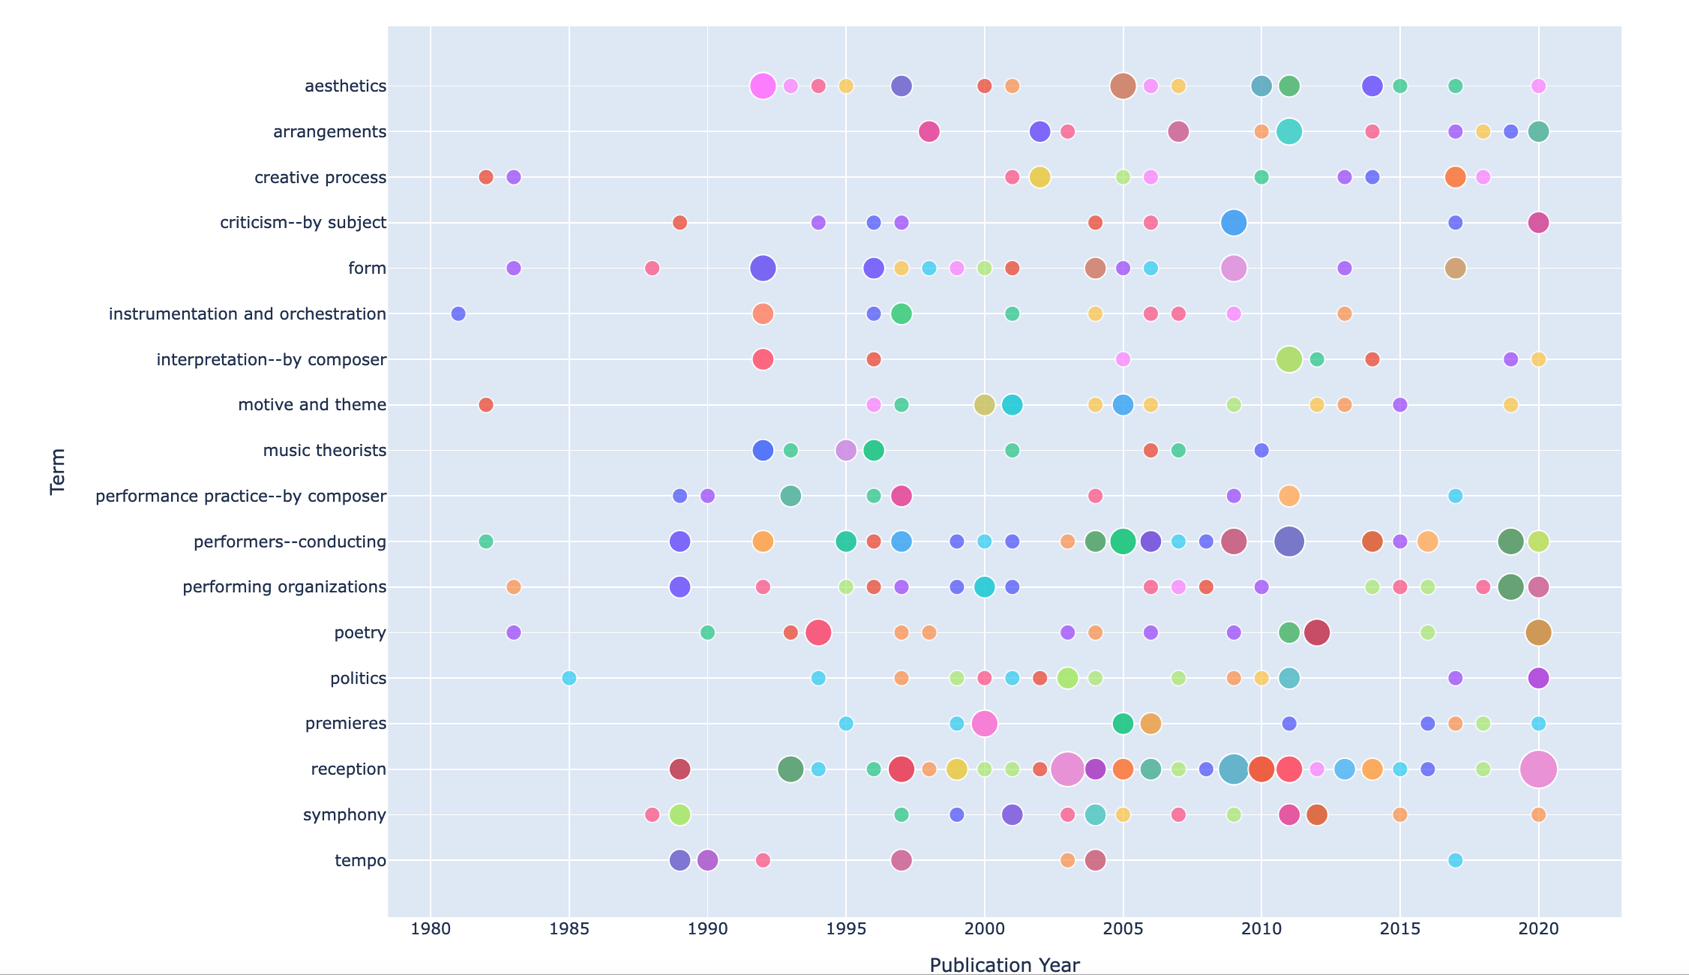 aesthetics
arrangements
creative process
criticism--by subject
form
instrumentation and orchestration
interpretation--by composer
motive and theme
music theorists
performance practice--by composer
performers--conducting
performing organizations
poetry
politics
premieres
reception
symphony
tempo
Term
1980 1985 1990 1995 2000 2005 2010 2015 2020
Publication Year